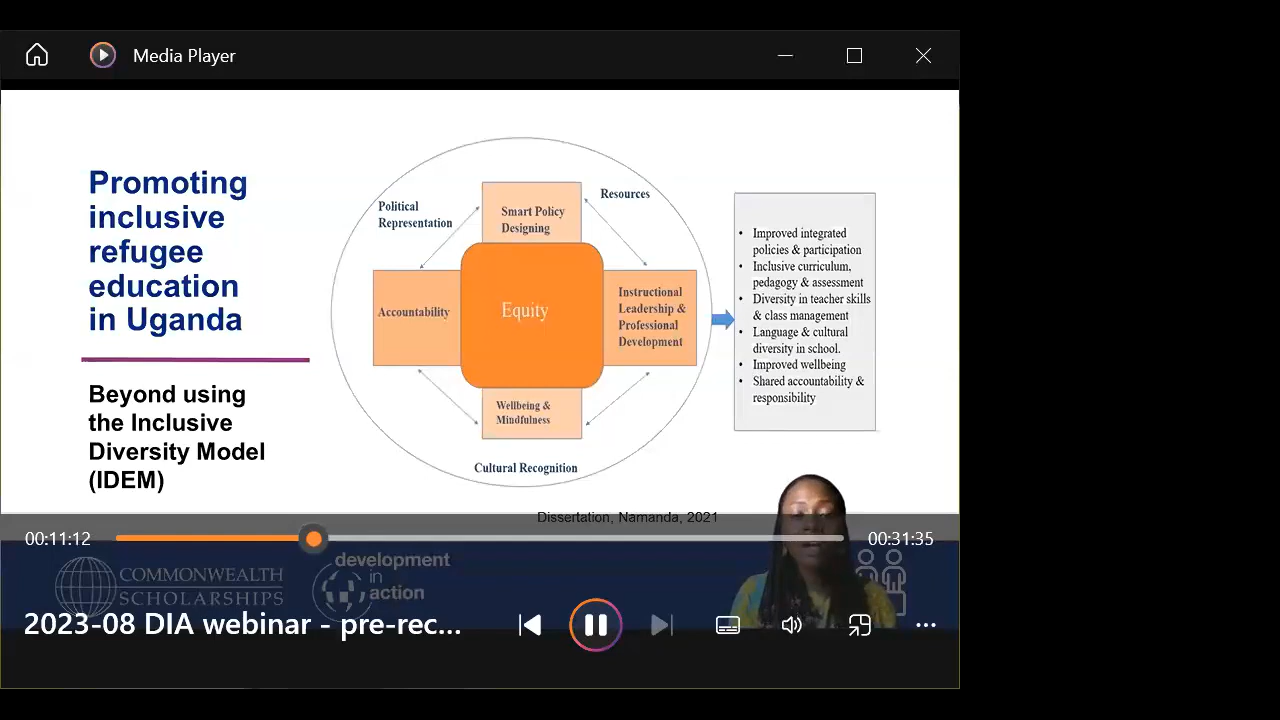 Media Player
Promoting
inclusive
refugee
education
in Uganda
Beyond using
the Inclusive
Diversity Model
(IDEM)
Political
Representation
Resources
Smart Policy
Designing
Accountability
Equity
Instructional
Leadership &
Professional
Development
Wellbeing &
Mindfulness
Cultural Recognition
• Improved integrated
policies & participation
• Inclusive curriculum,
pedagogy & assessment
• Diversity in teacher skills
& class management
• Language & cultural
diversity in school.
• Improved wellbeing
• Shared accountability &
responsibility
Dissertation, Namanda, 2021
00:11:12
00:31:35
COMMONWEALTH
SCHOLARSHIPS
development
in
action
2023-08 DIA webinar - pre-rec...